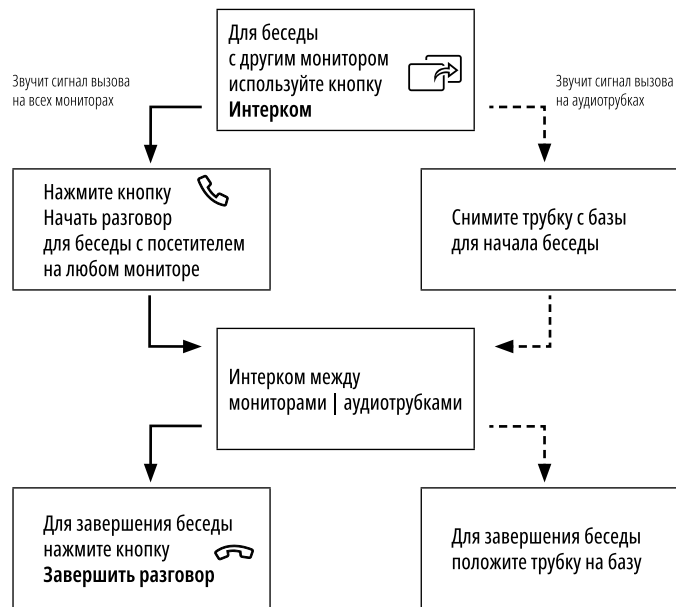 Для беседы
с другим монитором
используйте кнопку
Интерком
Звучит сигнал вызова
на всех мониторах
Звучит сигнал вызова
на аудиотрубках
Нажмите кнопку
Начать разговор
для беседы с посетителем
на любом мониторе
Снимите трубку с базы
для начала беседы
Интерком между
мониторами | аудиотрубками
Для завершения беседы
нажмите кнопку
Завершить разговор
Для завершения беседы
положите трубку на базу